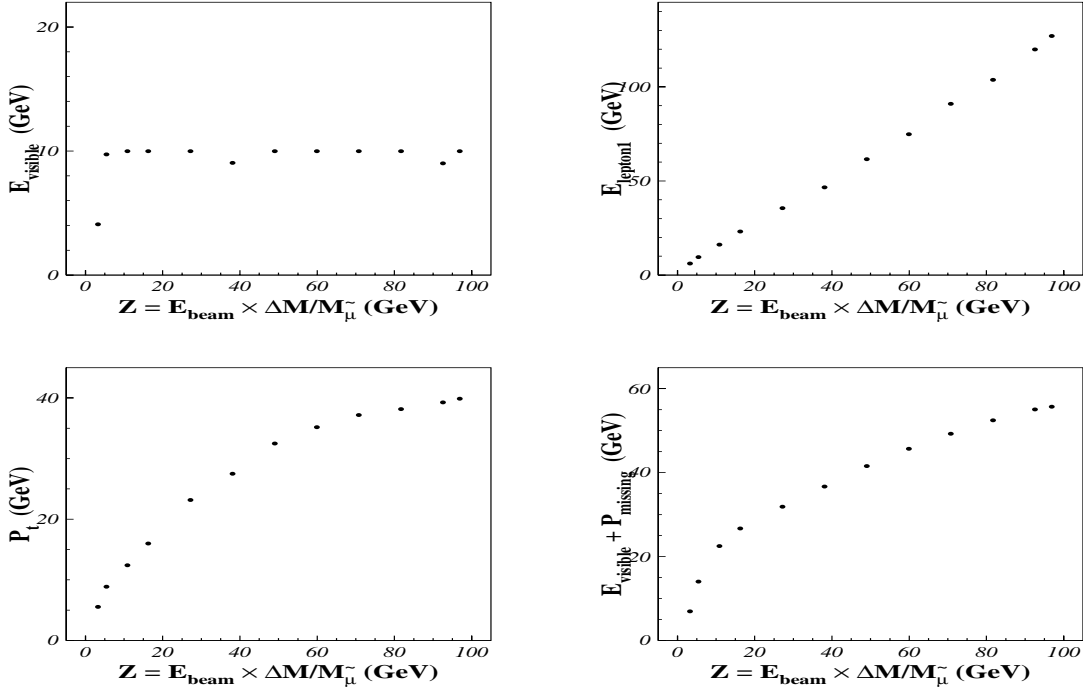 E_visible (GeV)
20
10
0
0 20 40 60 80 100
Z = E_beam × ΔM/M_μ̃ (GeV)
E_lepton1 (GeV)
100
50
0
0 20 40 60 80 100
Z = E_beam × ΔM/M_μ̃ (GeV)
P_t (GeV)
40
20
0
0 20 40 60 80 100
Z = E_beam × ΔM/M_μ̃ (GeV)
E_visible + P_missing (GeV)
60
40
20
0
0 20 40 60 80 100
Z = E_beam × ΔM/M_μ̃ (GeV)